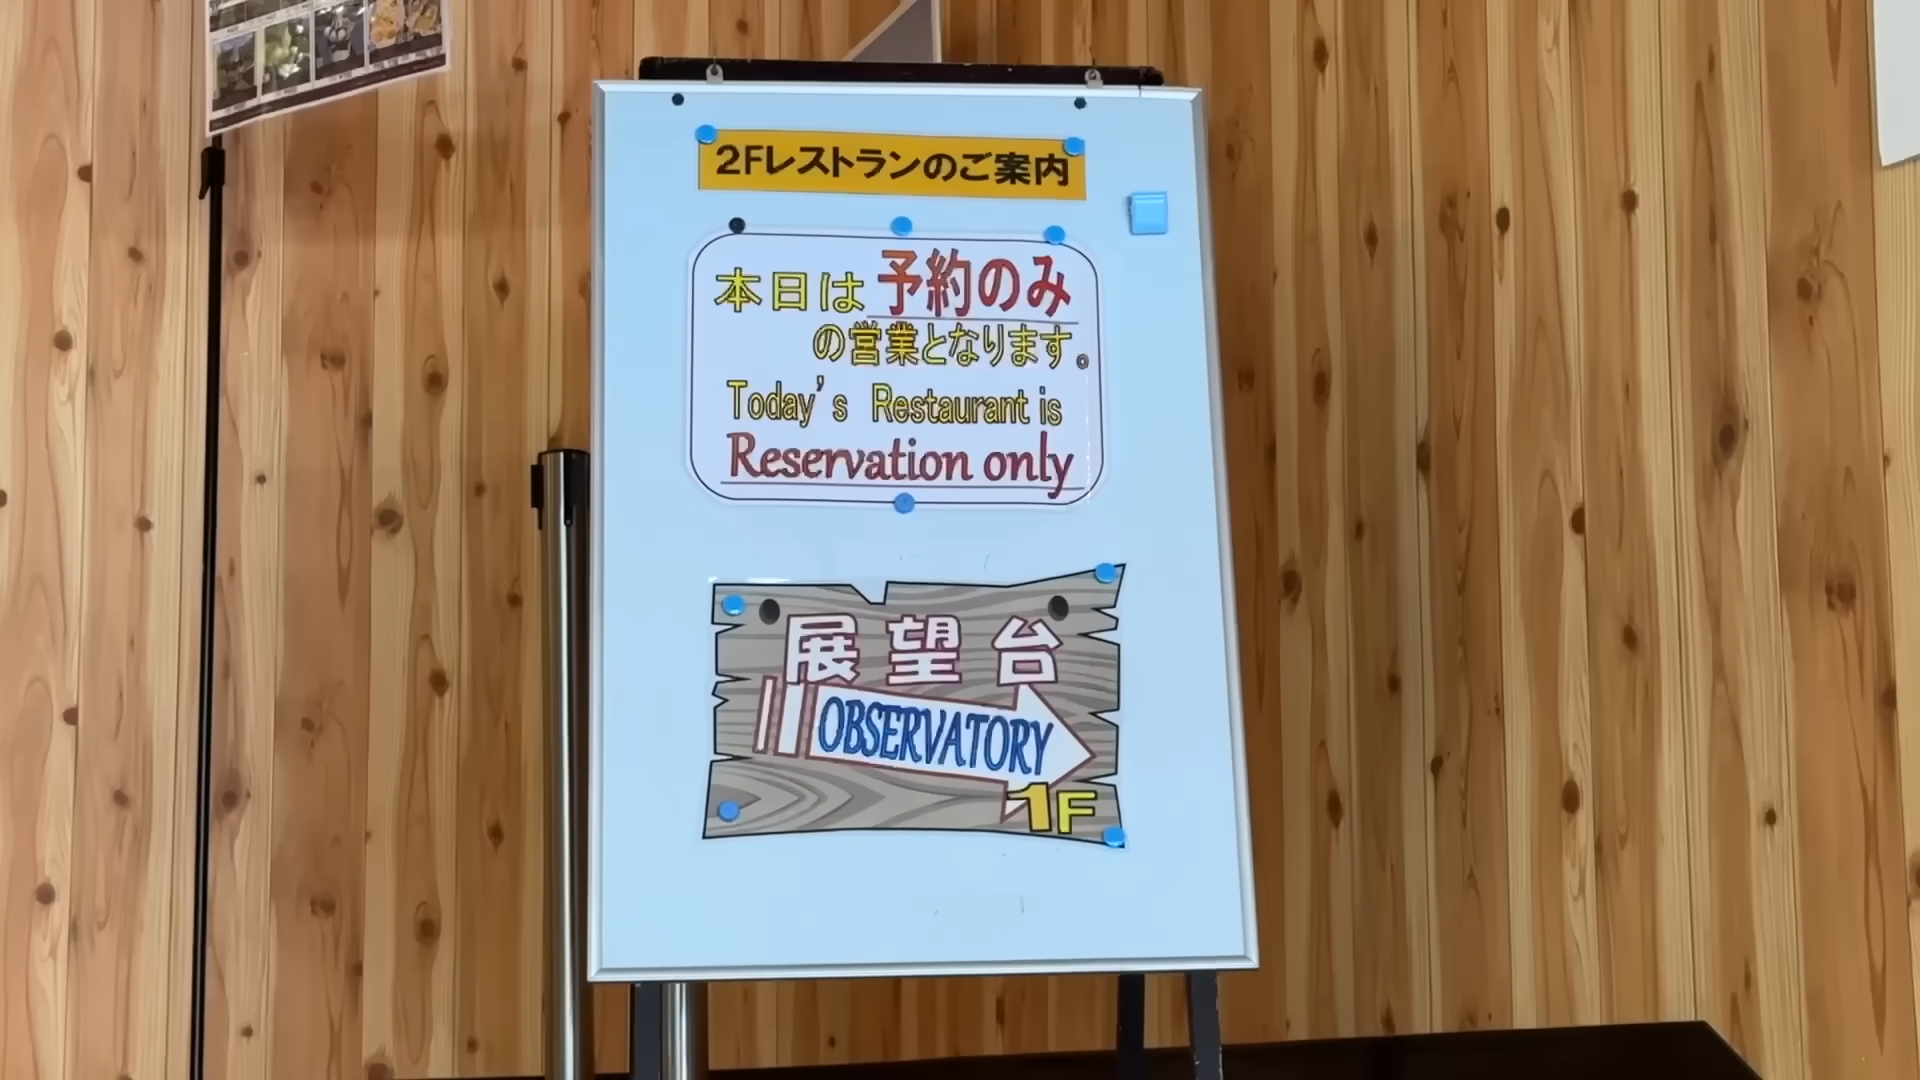 2Fレストランのご案内
本日は予約のみ
の営業となります。
Today's Restaurant is
Reservation only
展望台
OBSERVATORY
1F